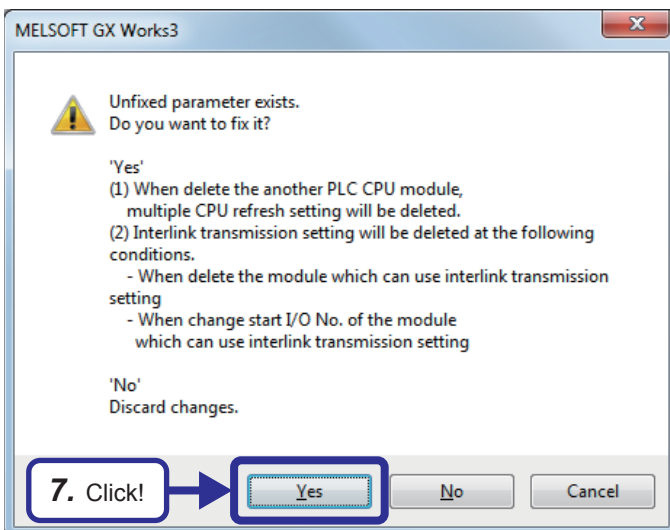 MELSOFT GX Works3
Unfixed parameter exists.
Do you want to fix it?
'Yes'
(1) When delete the another PLC CPU module,
multiple CPU refresh setting will be deleted.
(2) Interlink transmission setting will be deleted at the following
conditions.
- When delete the module which can use interlink transmission
setting
- When change start I/O No. of the module
which can use interlink transmission setting
'No'
Discard changes.
7. Click!
Yes
No
Cancel